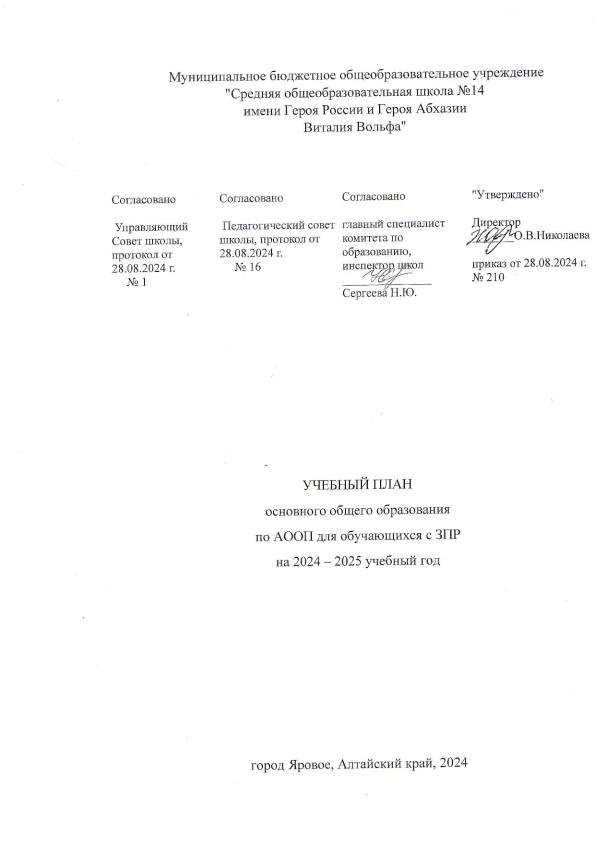 Муниципальное бюджетное общеобразовательное учреждение
"Средняя общеобразовательная школа №14
имени Героя России и Героя Абхазии
Виталия Вольфа"
Согласовано
Управляющий
Совет школы,
протокол от
28.08.2024 г.
№ 1
Согласовано
Педагогический совет
школы, протокол от
28.08.2024 г.
№ 16
Согласовано
главный специалист
комитета по
образованию,
инспектор школ
Сергеева Н.Ю.
"Утверждено"
Директор
О.В.Николаева
приказ от 28.08.2024 г.
№ 210
УЧЕБНЫЙ ПЛАН
основного общего образования
по АООП для обучающихся с ЗПР
на 2024 – 2025 учебный год
город Яровое, Алтайский край, 2024